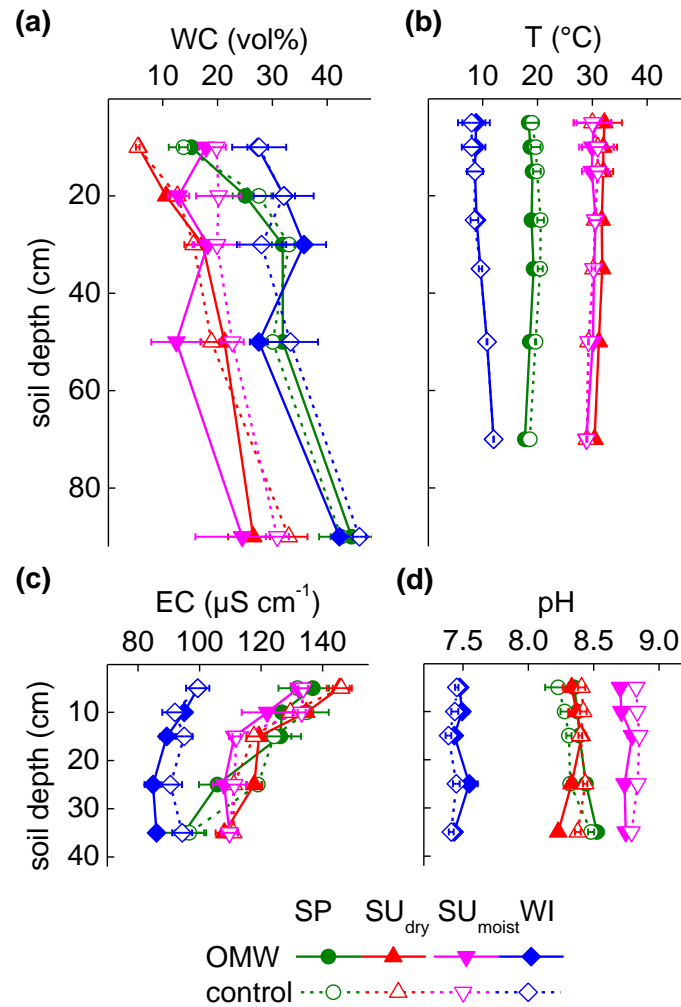 (a)
WC (vol%)
10 20 30 40
soil depth (cm)
20
40
60
80
(b)
T (°C)
10 20 30 40
(c)
EC (µS cm-1)
80 100 120 140
soil depth (cm)
10
20
30
40
(d)
pH
7.5 8.0 8.5 9.0
SP SUdry SUmoist WI
OMW
control